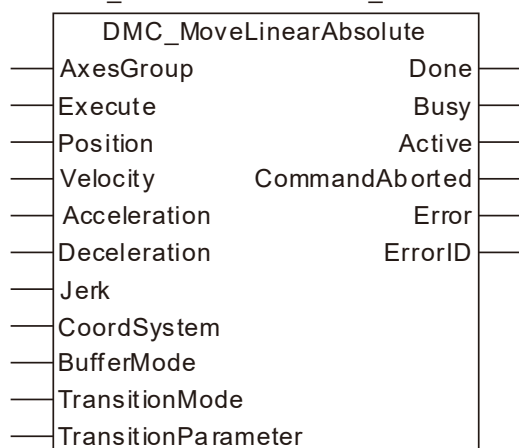 DMC_MoveLinearAbsolute
AxesGroup Done
Execute Busy
Position Active
Velocity CommandAborted
Acceleration Error
Deceleration ErrorID
Jerk
CoordSystem
BufferMode
TransitionMode
TransitionParameter